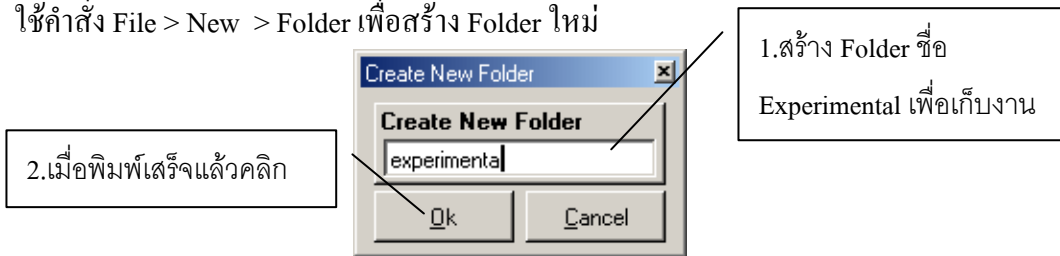 ใช้คำสั่ง File > New > Folder เพื่อสร้าง Folder ใหม่
1.สร้าง Folder ชื่อ
Experimental เพื่อเก็บงาน
Create New Folder
Create New Folder
experimenta
2.เมื่อพิมพ์เสร็จแล้วคลิก
Ok
Cancel